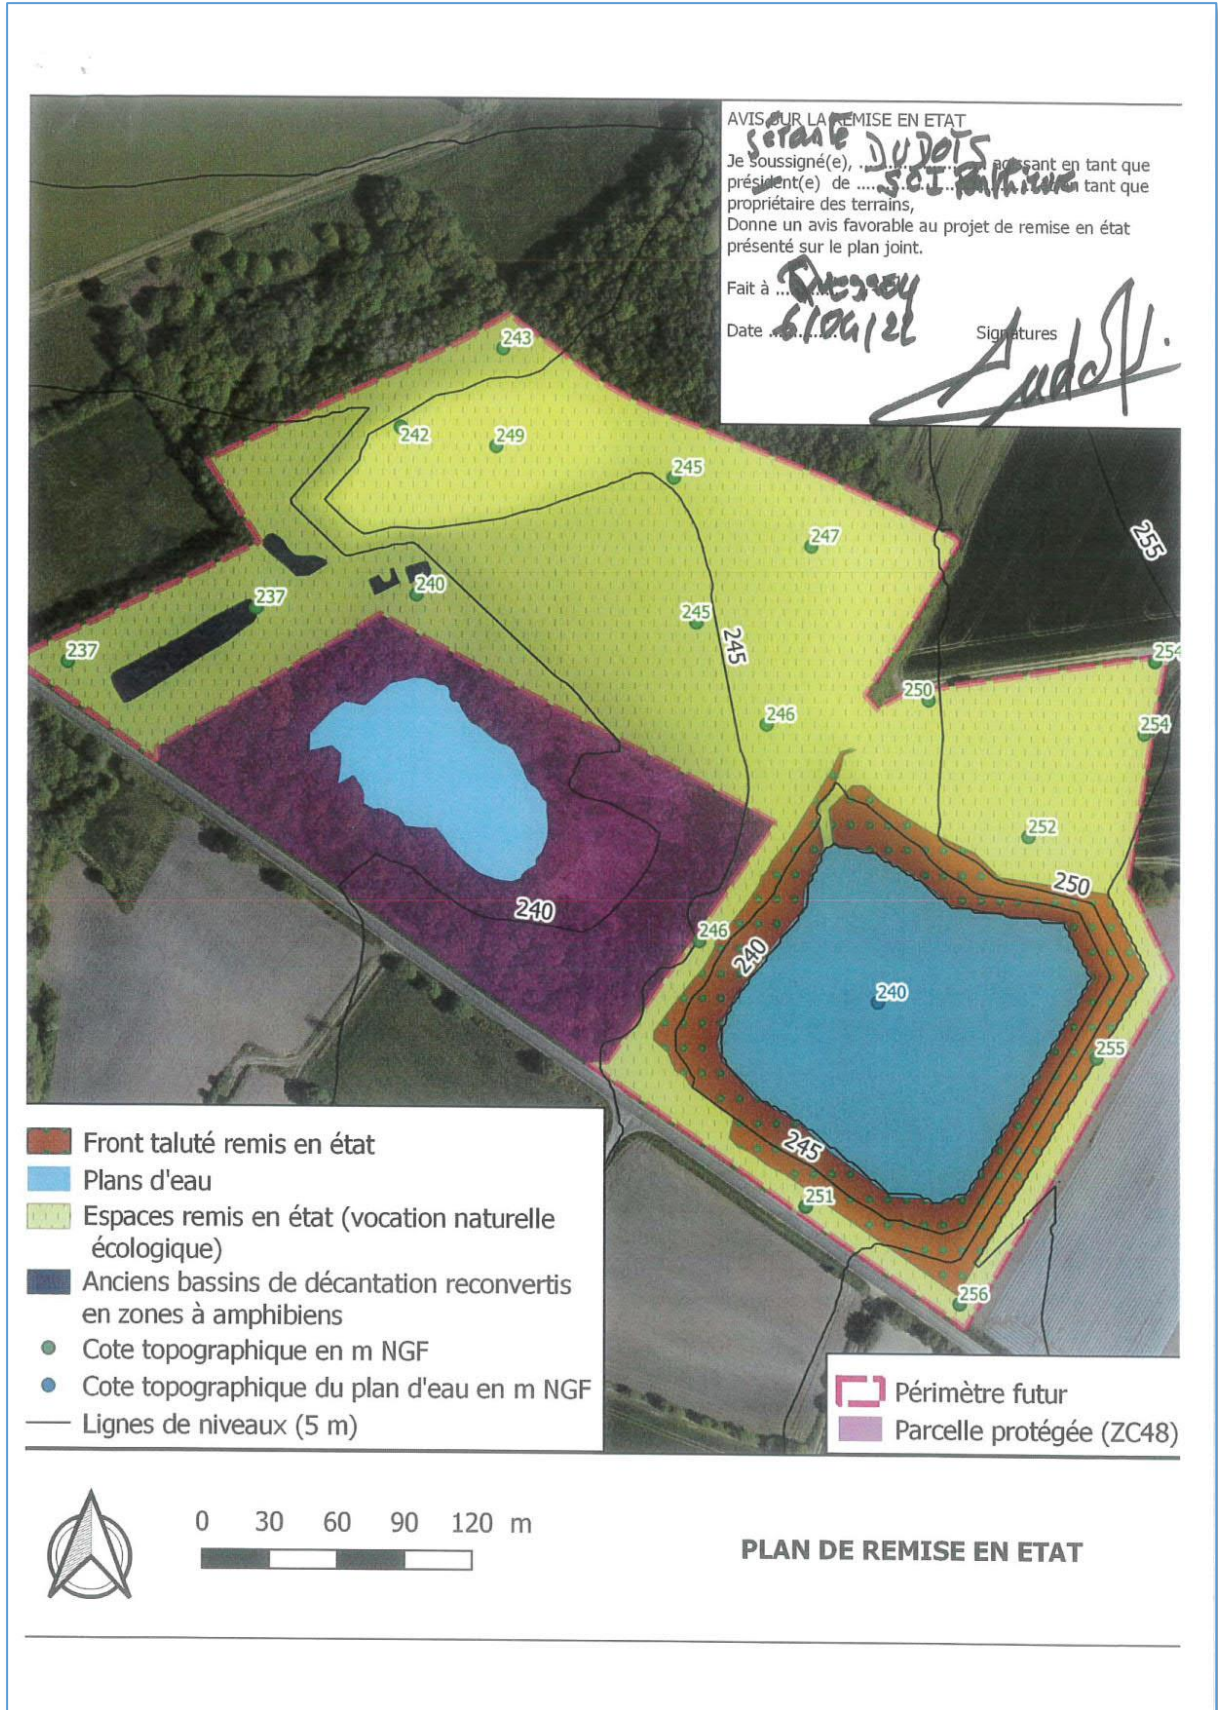 AVIS SUR LA REMISE EN ETAT
Je soussigné(e), DUDOTS agissant en tant que
président(e) de SCI en tant que
propriétaire des terrains,
Donne un avis favorable au projet de remise en état
présenté sur le plan joint.
Fait à
Date 6/04/22 Signatures
243
242
249
245
247
255
237
240
245
245
237
254
250
246
254
252
250
240
246
240
240
255
245
251
256
Front taluté remis en état
Plans d'eau
Espaces remis en état (vocation naturelle
écologique)
Anciens bassins de décantation reconvertis
en zones à amphibiens
Cote topographique en m NGF
Cote topographique du plan d'eau en m NGF
Lignes de niveaux (5 m)
Périmètre futur
Parcelle protégée (ZC48)
0 30 60 90 120 m
PLAN DE REMISE EN ETAT